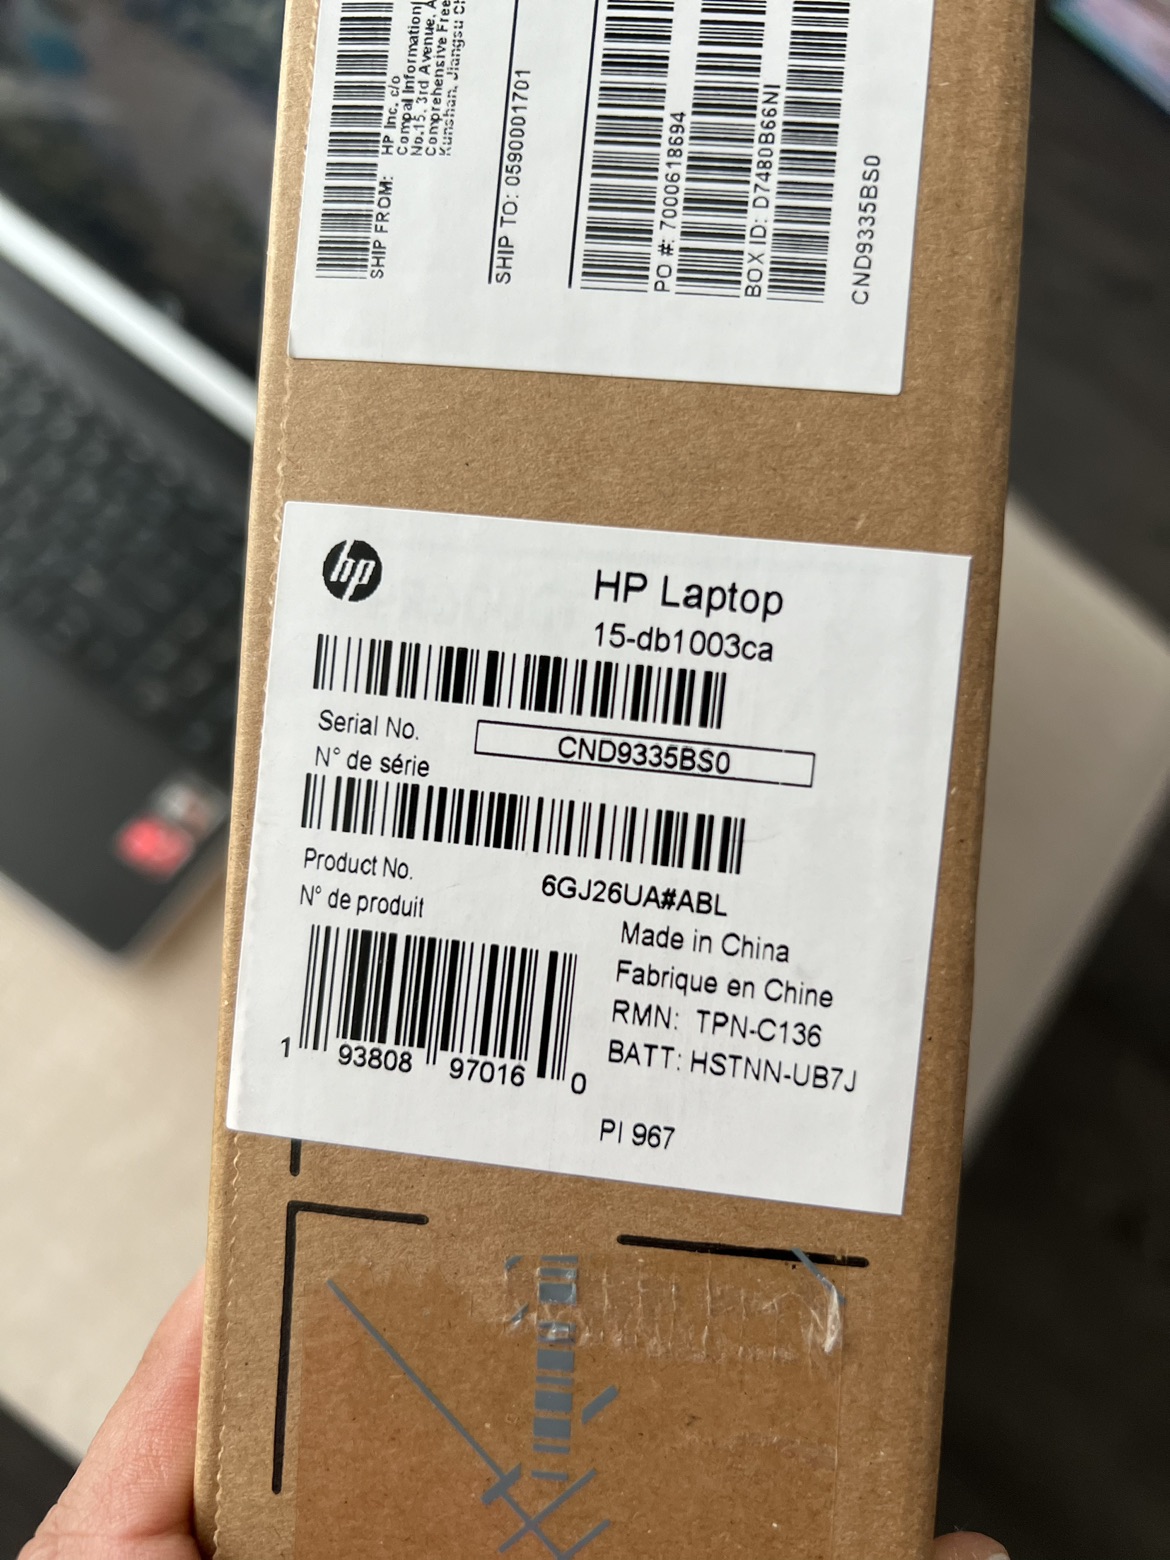 SHIP FROM:
HP Inc. c/o
Compal Information
No.15, 3rd Avenue, A
Comprehensive Free
Kunshan, Jiangsu
SHIP TO: 0590001701
PO #: 7000618694
BOX ID: D7480B66NI
CND9335BS0
hp
HP Laptop
15-db1003ca
Serial No.
N° de série
CND9335BS0
Product No.
N° de produit
6GJ26UA#ABL
Made in China
Fabrique en Chine
RMN: TPN-C136
BATT: HSTNN-UB7J
1 93808 97016 0
PI 967